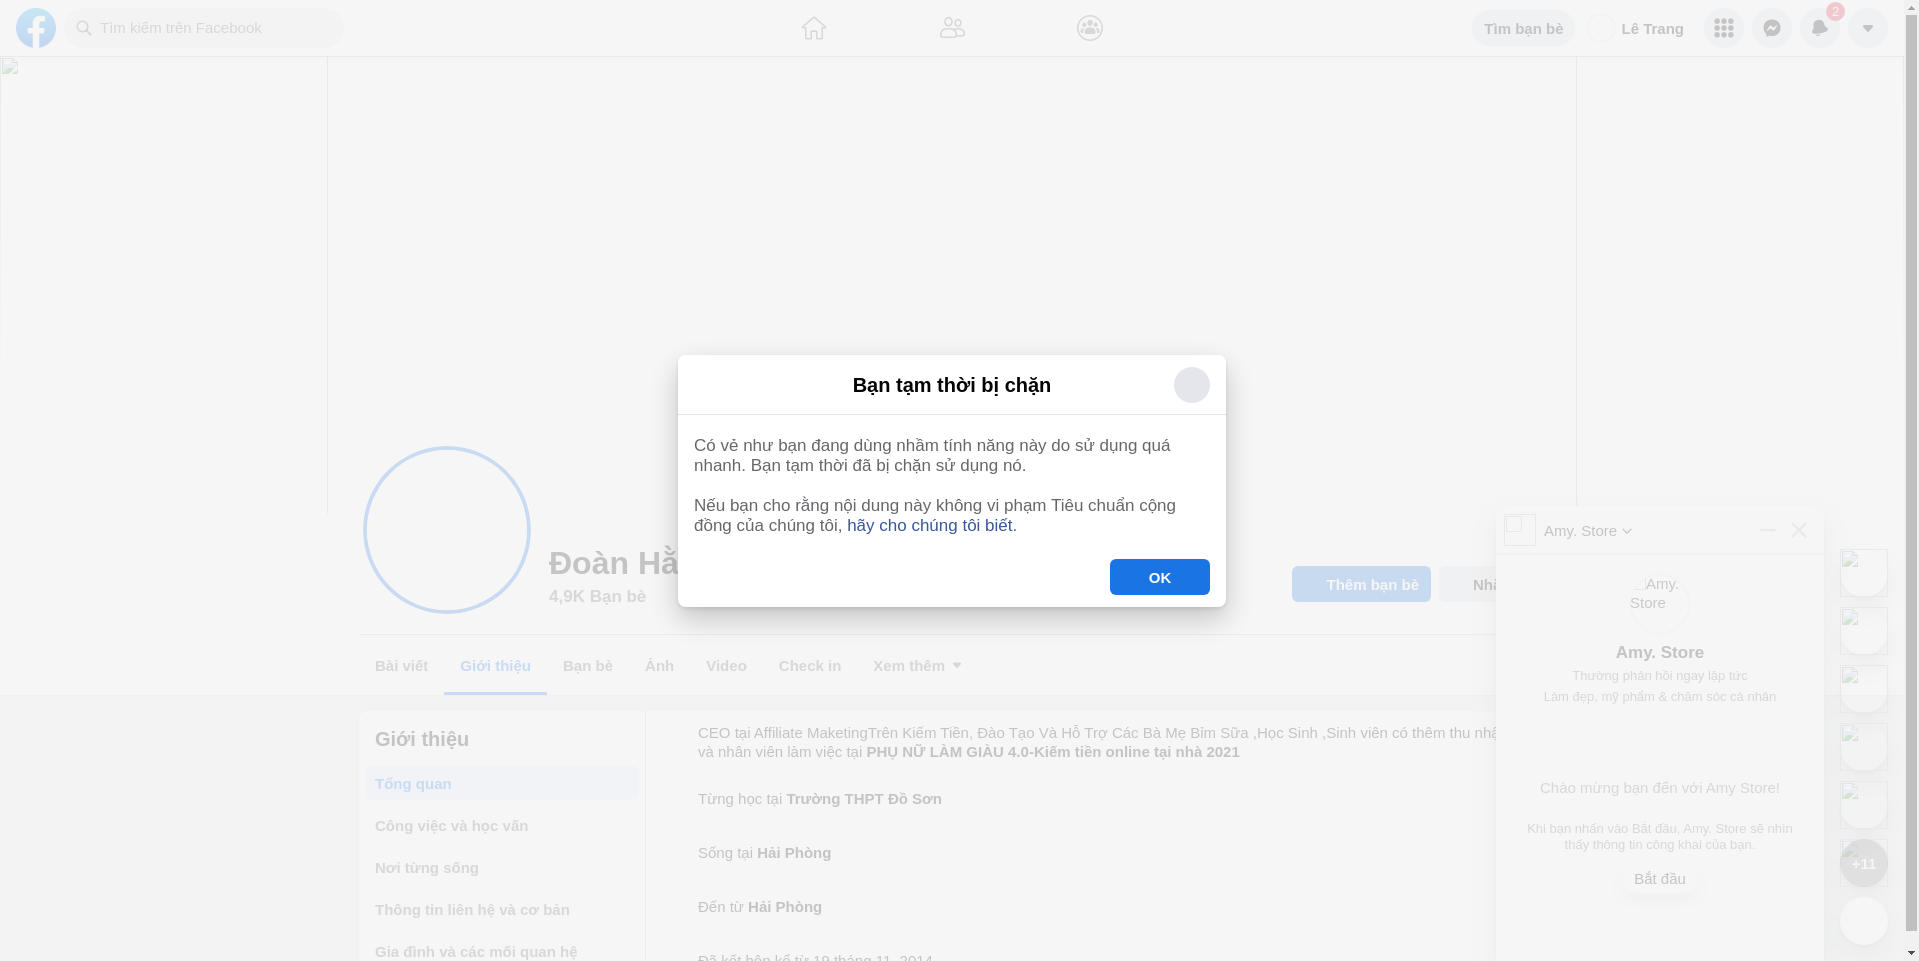 Tìm kiếm trên Facebook
Tìm bạn bè
Lê Trang
2
Bạn tạm thời bị chặn
Có vẻ như bạn đang dùng nhầm tính năng này do sử dụng quá
nhanh. Bạn tạm thời đã bị chặn sử dụng nó.
Nếu bạn cho rằng nội dung này không vi phạm Tiêu chuẩn cộng
đồng của chúng tôi, hãy cho chúng tôi biết.
OK
Đoàn
4,9K Bạn bè
Thêm bạn bè
Bài viết
Giới thiệu
Bạn bè
Ảnh
Video
Check in
Xem thêm
Giới thiệu
Tổng quan
Công việc và học vấn
Nơi từng sống
Thông tin liên hệ và cơ bản
Gia đình và các mối quan hệ
CEO tại Affiliate MaketingTrên Kiếm Tiền, Đào Tạo Và Hỗ Trợ Các Bà Mẹ Bỉm Sữa ,Học Sinh ,Sinh viên có thêm thu
và nhân viên làm việc tại PHỤ NỮ LÀM GIÀU 4.0-Kiếm tiền online tại nhà 2021
Từng học tại Trường THPT Đồ Sơn
Sống tại Hải Phòng
Đến từ Hải Phòng
Đã kết hôn kể từ 19 tháng 11, 2014
Amy. Store
Amy.
Store
Amy. Store
Thường phản hồi ngay lập tức
Làm đẹp, mỹ phẩm & chăm sóc cá nhân
Chào mừng bạn đến với Amy Store!
Khi bạn nhấn vào Bắt đầu, Amy. Store sẽ nhìn
thấy thông tin công khai của bạn.
Bắt đầu
+11